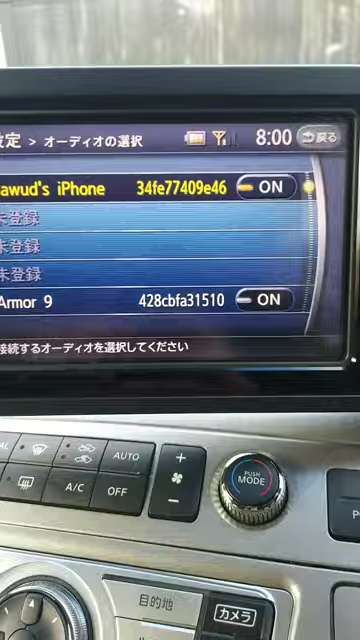 設定 > オーディオの選択 8:00 戻る
awud's iPhone 34fe77409e46 ON
未登録
未登録
未登録
Armor 9 428cbfa31510 ON
接続するオーディオを選択してください
AL AUTO
A/C OFF
+
-
PUSH
MODE
目的地
カメラ